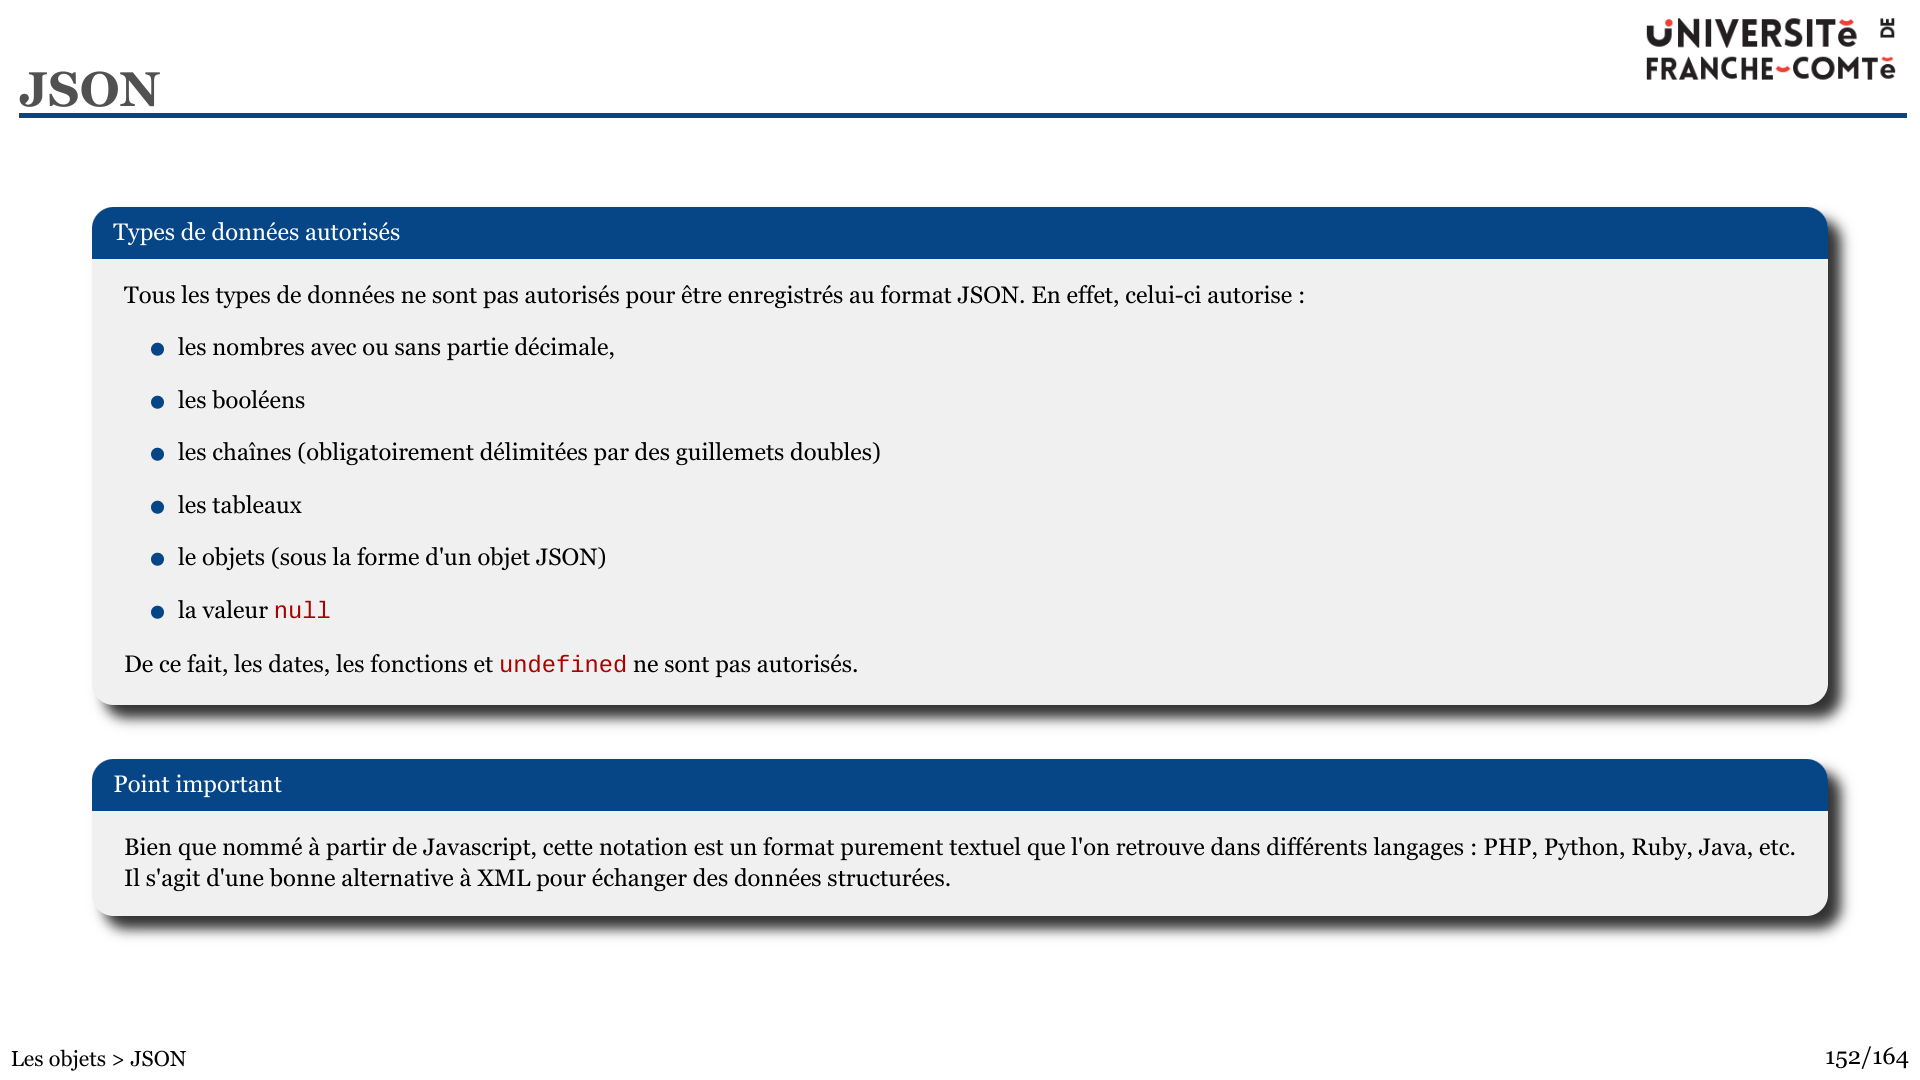 UNIVERSITĕ DE
FRANCHE-COMTĕ
JSON
Types de données autorisés
Tous les types de données ne sont pas autorisés pour être enregistrés au format JSON. En effet, celui-ci autorise :
les nombres avec ou sans partie décimale,
les booléens
les chaînes (obligatoirement délimitées par des guillemets doubles)
les tableaux
le objets (sous la forme d'un objet JSON)
la valeur null
De ce fait, les dates, les fonctions et undefined ne sont pas autorisés.
Point important
Bien que nommé à partir de Javascript, cette notation est un format purement textuel que l'on retrouve dans différents langages : PHP, Python, Ruby, Java, etc.
Il s'agit d'une bonne alternative à XML pour échanger des données structurées.
Les objets > JSON
152/164